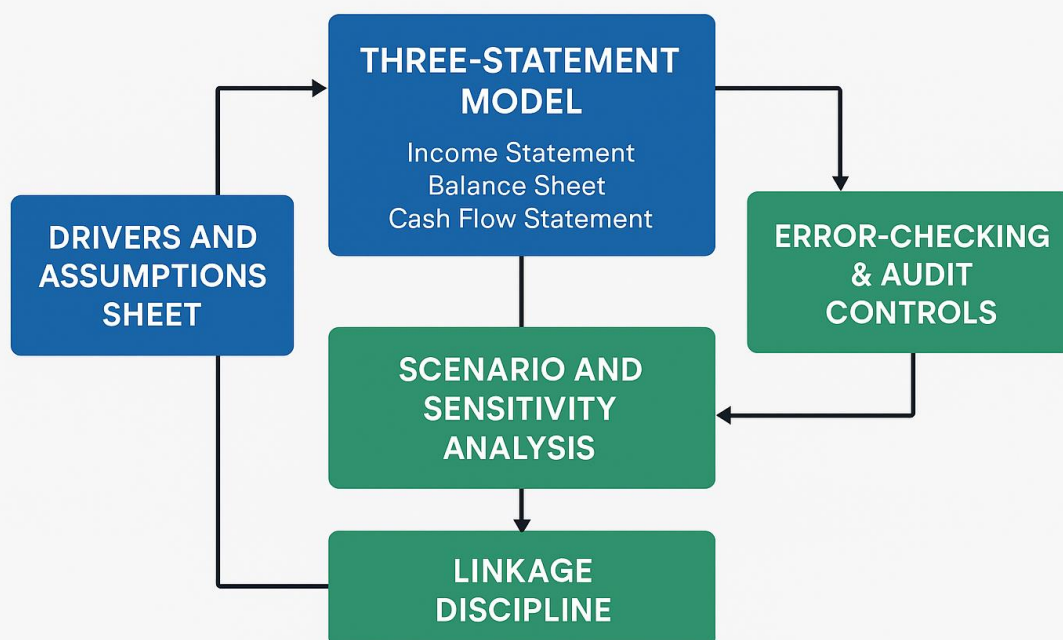 THREE-STATEMENT
MODEL
Income Statement
Balance Sheet
Cash Flow Statement
DRIVERS AND
ASSUMPTIONS
SHEET
ERROR-CHECKING
& AUDIT
CONTROLS
SCENARIO AND
SENSITIVITY
ANALYSIS
LINKAGE
DISCIPLINE